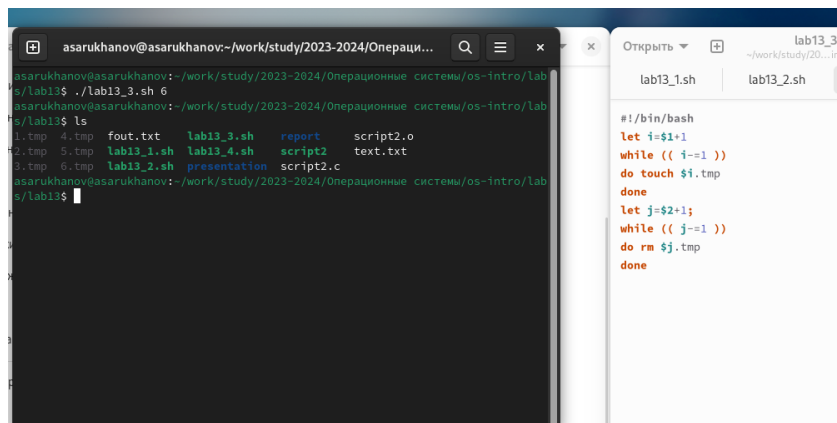 asarukhanov@asarukhanov:~/work/study/2023-2024/Операци...
asarukhanov@asarukhanov:~/work/study/2023-2024/Операционные системы/os-intro/lab
s/lab13$ ./lab13_3.sh 6
asarukhanov@asarukhanov:~/work/study/2023-2024/Операционные системы/os-intro/lab
s/lab13$ ls
1.tmp 4.tmp fout.txt lab13_3.sh report script2.o
2.tmp 5.tmp lab13_1.sh lab13_4.sh script2 text.txt
3.tmp 6.tmp lab13_2.sh presentation script2.c
asarukhanov@asarukhanov:~/work/study/2023-2024/Операционные системы/os-intro/lab
s/lab13$
Открыть
lab13_3
~/work/study/20...
lab13_1.sh lab13_2.sh
#!/bin/bash
let i=$1+1
while (( i-=1 ))
do touch $i.tmp
done
let j=$2+1;
while (( j-=1 ))
do rm $j.tmp
done